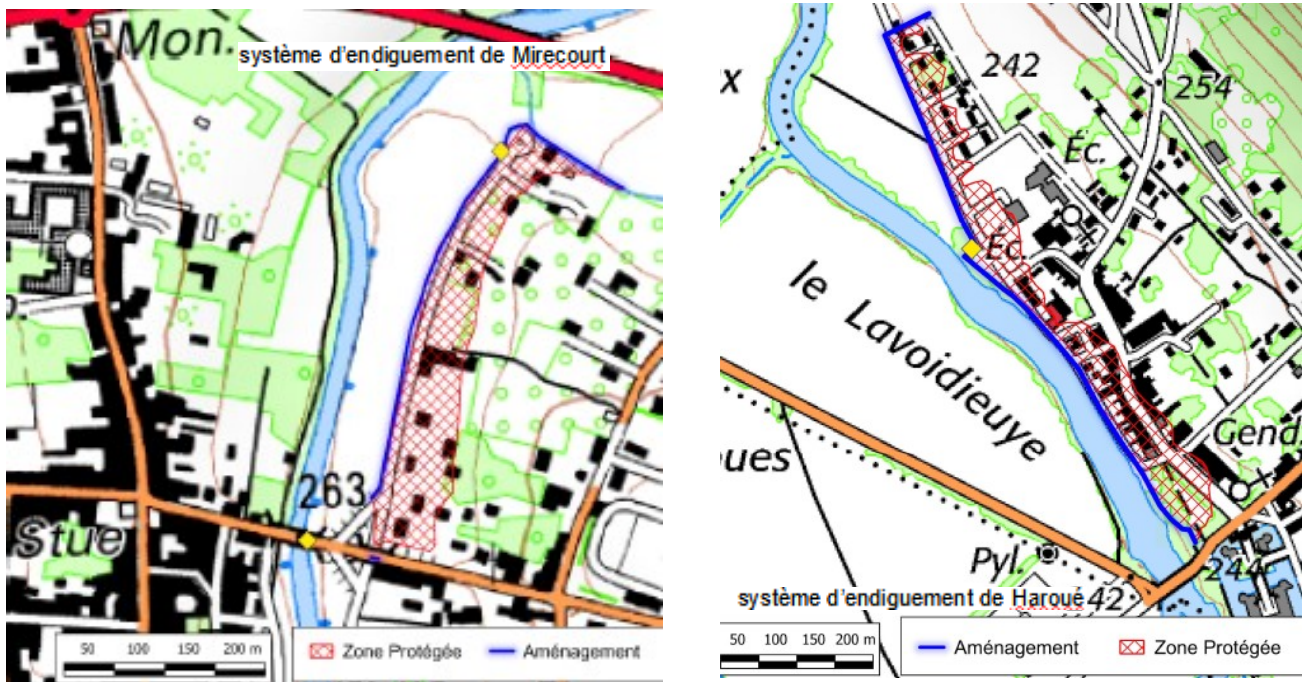 Mon.
système d'endiguement de Mirecourt
263
Stue
50 100 150 200 m
Zone Protégée Aménagement
x
242
254
Éc.
Éc.
le Lavoidieuye
ques
Gend.
Pyl.
244
système d'endiguement de Haroué 42
50 100 150 200 m
Aménagement Zone Protégée